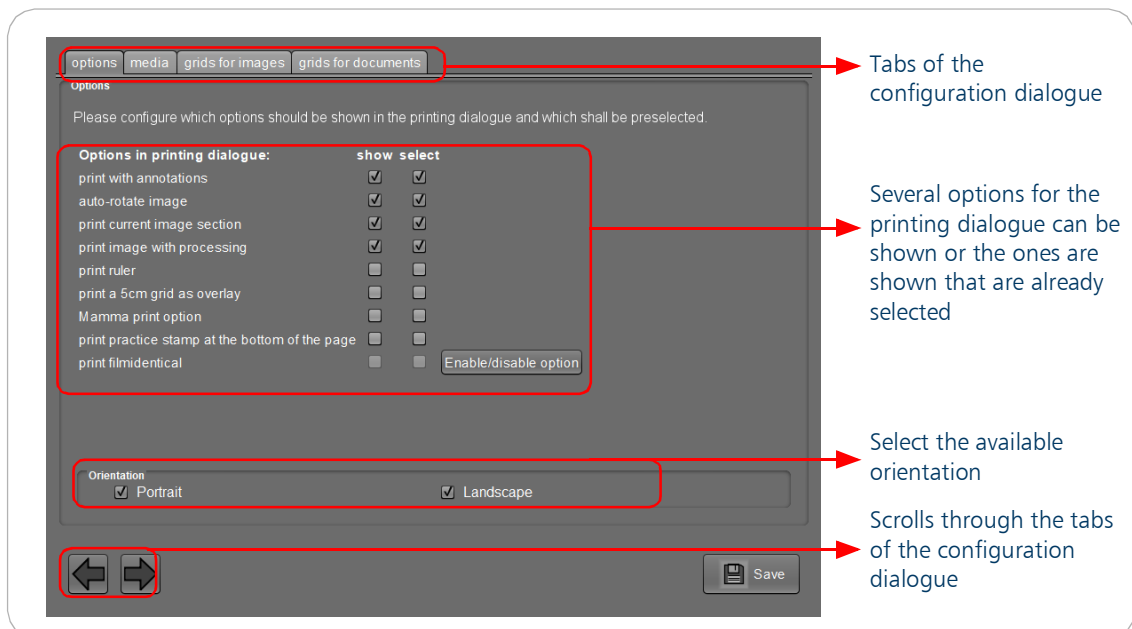 options media grids for images grids for documents
Options
Please configure which options should be shown in the printing dialogue and which shall be preselected.
Options in printing dialogue: show select
print with annotations
auto-rotate image
print current image section
print image with processing
print ruler
print a 5cm grid as overlay
Mamma print option
print practice stamp at the bottom of the page
print filmidentical Enable/disable option
Orientation
Portrait Landscape
Save
Tabs of the
configuration dialogue
Several options for the
printing dialogue can be
shown or the ones are
shown that are already
selected
Select the available
orientation
Scrolls through the tabs
of the configuration
dialogue